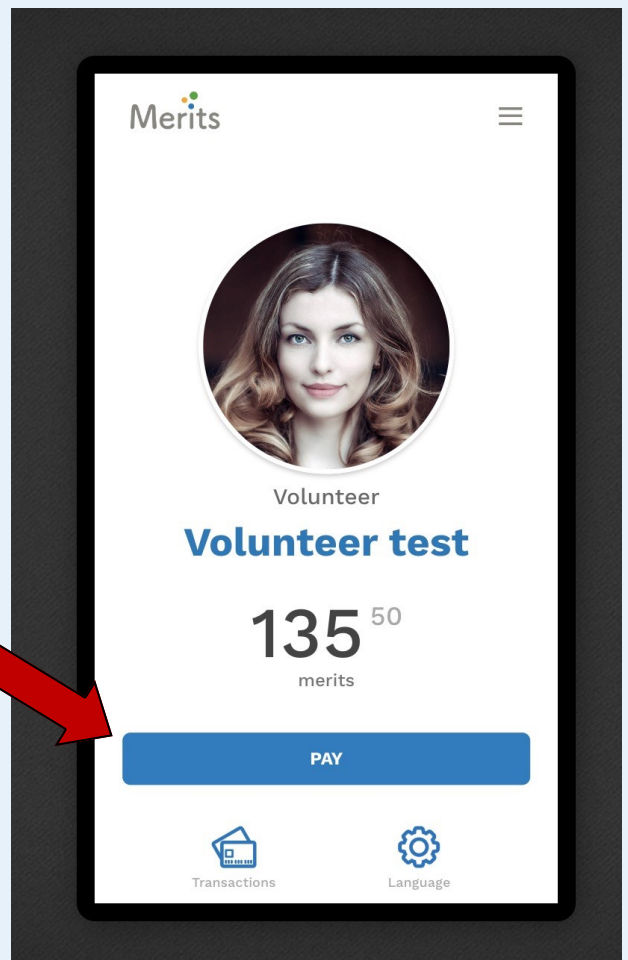 Merits
Volunteer
Volunteer test
135 50
merits
PAY
Transactions
Language